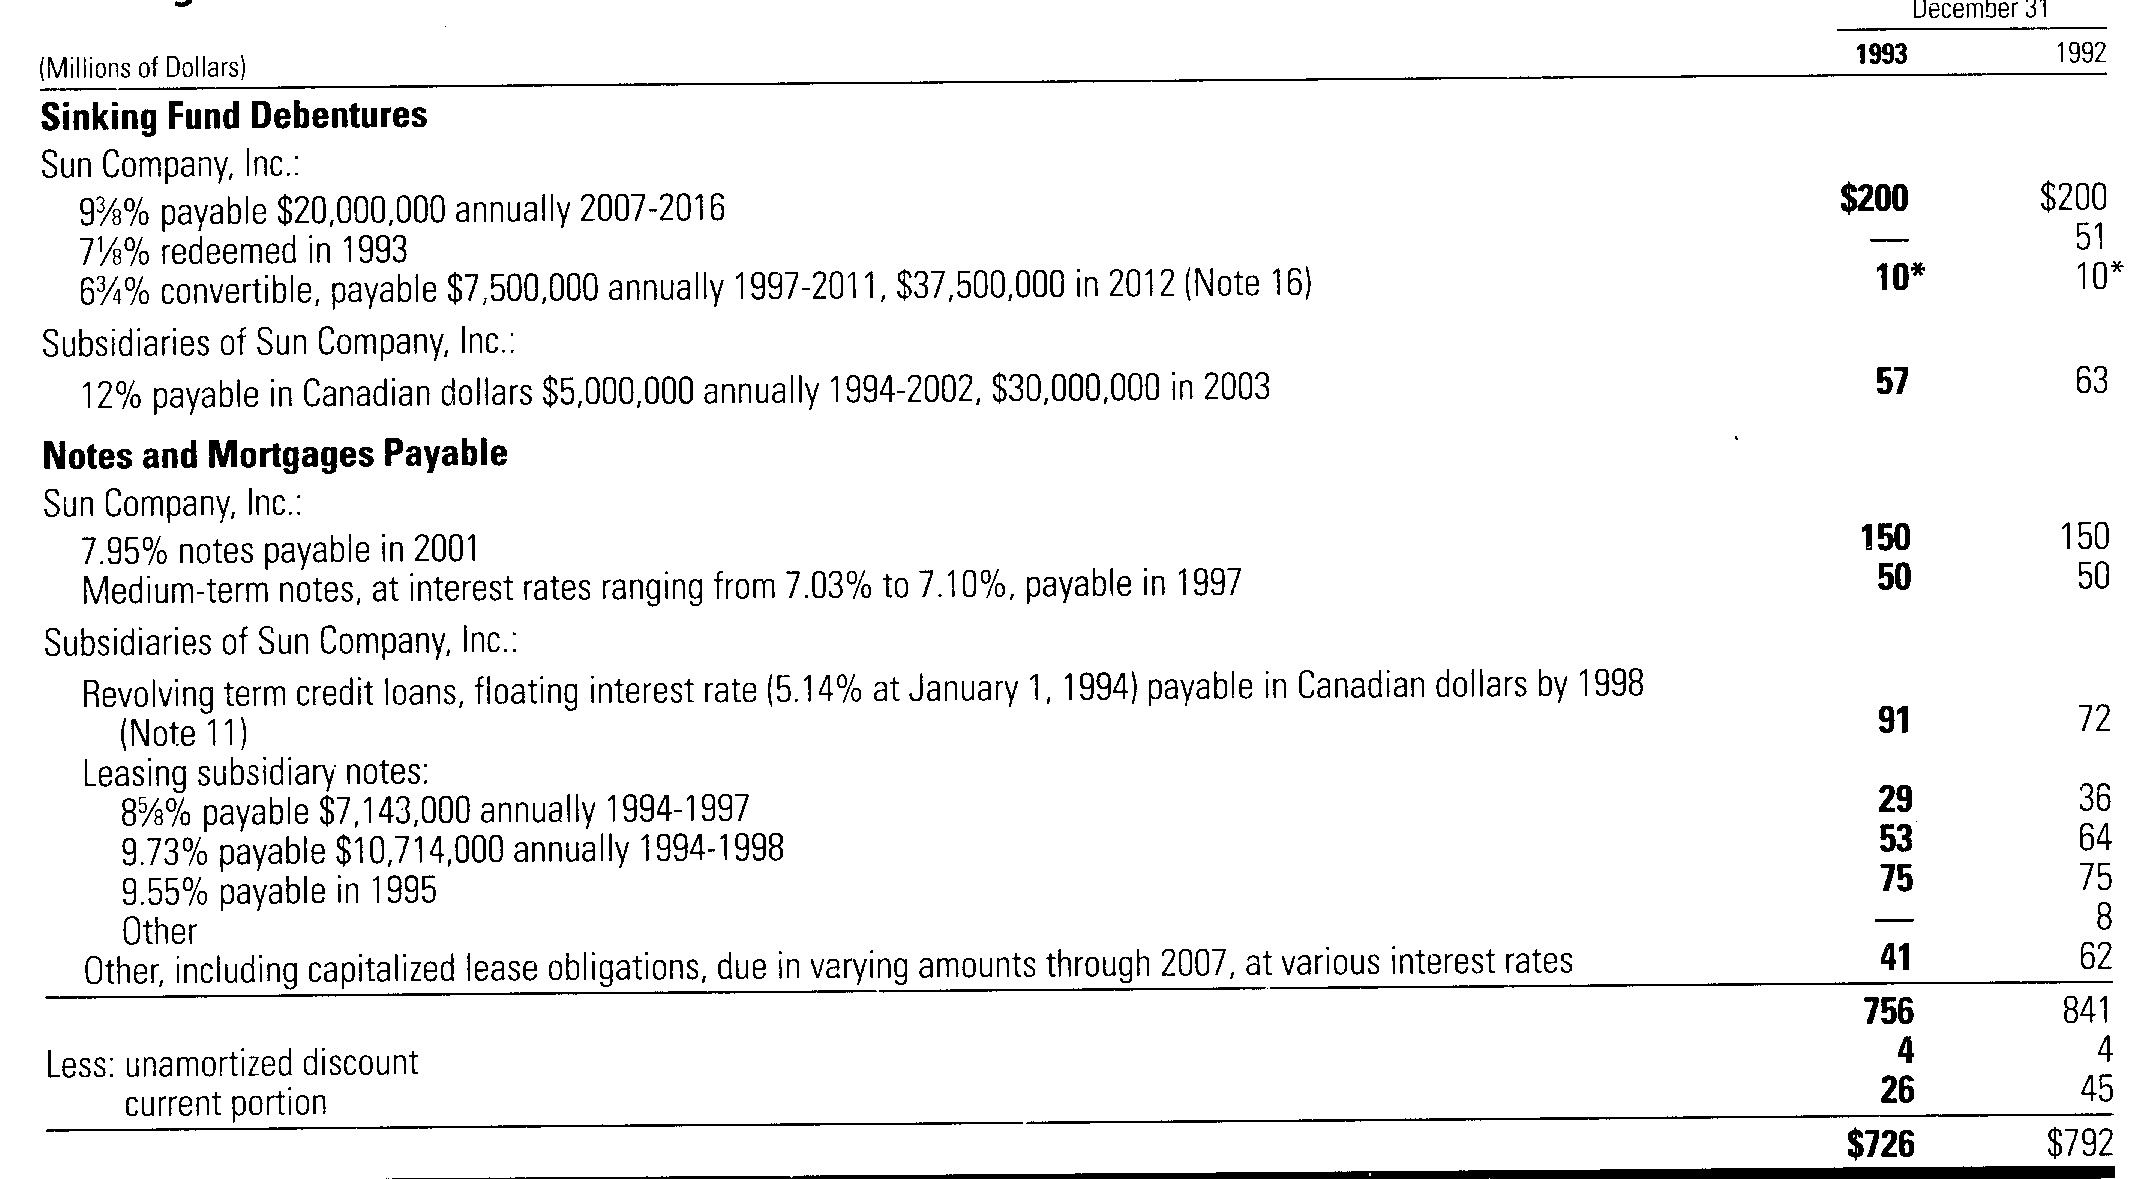 December 31
(Millions of Dollars) 1993 1992
Sinking Fund Debentures
Sun Company, Inc.:
9⅜% payable $20,000,000 annually 2007-2016 $200 $200
7⅛% redeemed in 1993 — 51
6¾% convertible, payable $7,500,000 annually 1997-2011, $37,500,000 in 2012 (Note 16) 10* 10*
Subsidiaries of Sun Company, Inc.:
12% payable in Canadian dollars $5,000,000 annually 1994-2002, $30,000,000 in 2003 57 63
Notes and Mortgages Payable
Sun Company, Inc.:
7.95% notes payable in 2001 150 150
Medium-term notes, at interest rates ranging from 7.03% to 7.10%, payable in 1997 50 50
Subsidiaries of Sun Company, Inc.:
Revolving term credit loans, floating interest rate (5.14% at January 1, 1994) payable in Canadian dollars by 1998
(Note 11) 91 72
Leasing subsidiary notes:
8⅝% payable $7,143,000 annually 1994-1997 29 36
9.73% payable $10,714,000 annually 1994-1998 53 64
9.55% payable in 1995 75 75
Other — 8
Other, including capitalized lease obligations, due in varying amounts through 2007, at various interest rates 41 62
756 841
Less: unamortized discount 4 4
current portion 26 45
$726 $792